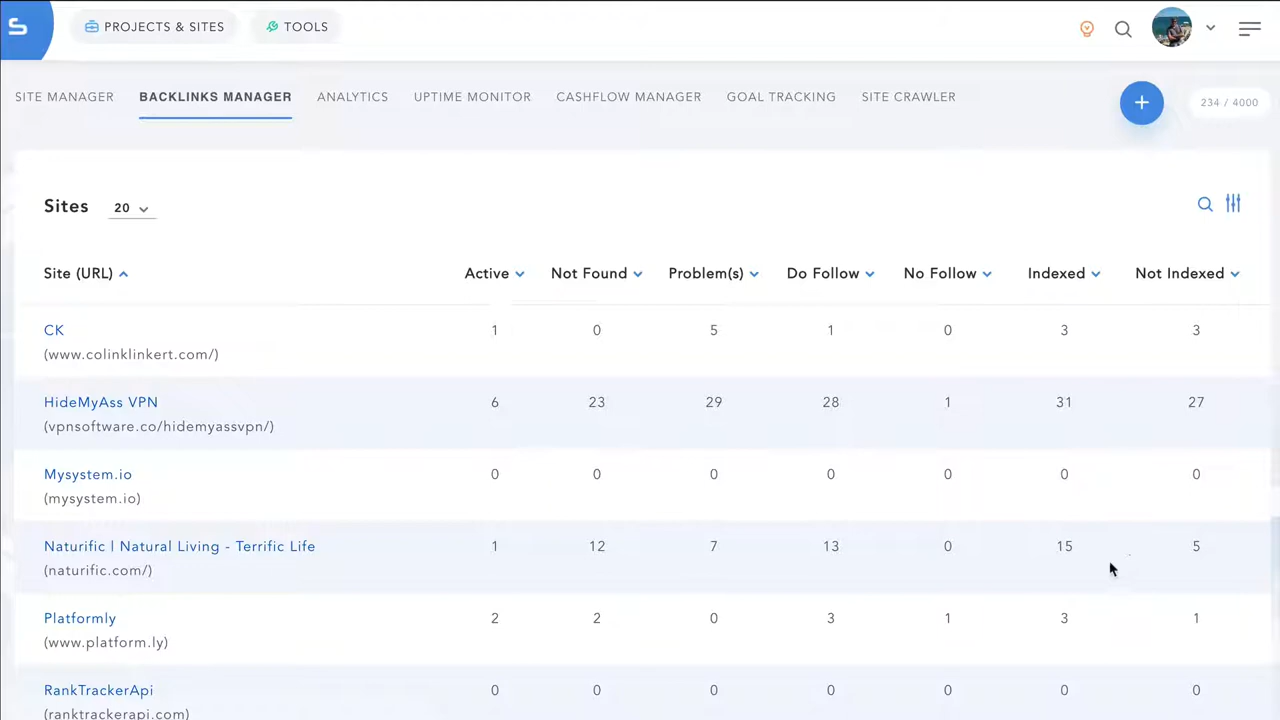 S PROJECTS & SITES TOOLS
SITE MANAGER BACKLINKS MANAGER ANALYTICS UPTIME MONITOR CASHFLOW MANAGER GOAL TRACKING SITE CRAWLER + 234 / 4000
Sites 20
Site (URL) Active Not Found Problem(s) Do Follow No Follow Indexed Not Indexed
CK 1 0 5 1 0 3 3
(www.colinklinkert.com/)
HideMyAss VPN 6 23 29 28 1 31 27
(vpnsoftware.co/hidemyassvpn/)
Mysystem.io 0 0 0 0 0 0 0
(mysystem.io)
Naturific | Natural Living - Terrific Life 1 12 7 13 0 15 5
(naturific.com/)
Platformly 2 2 0 3 1 3 1
(www.platform.ly)
RankTrackerApi 0 0 0 0 0 0 0
(ranktrackerapi.com)